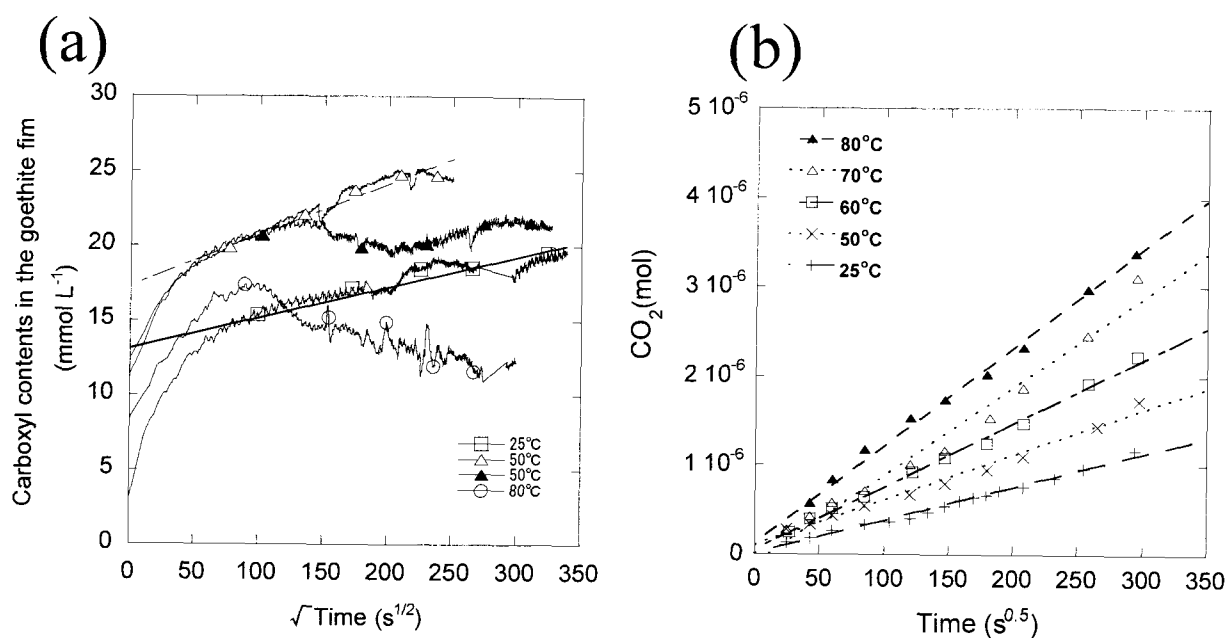 (a)
Carboxyl contents in the goethite fim
(mmol L-1)
30
25
20
15
10
5
0
0 50 100 150 200 250 300 350
√Time (s1/2)
25°C
50°C
50°C
80°C
(b)
CO2(mol)
5 10-6
4 10-6
3 10-6
2 10-6
1 10-6
0
0 50 100 150 200 250 300 350
Time (s0.5)
80°C
70°C
60°C
50°C
25°C